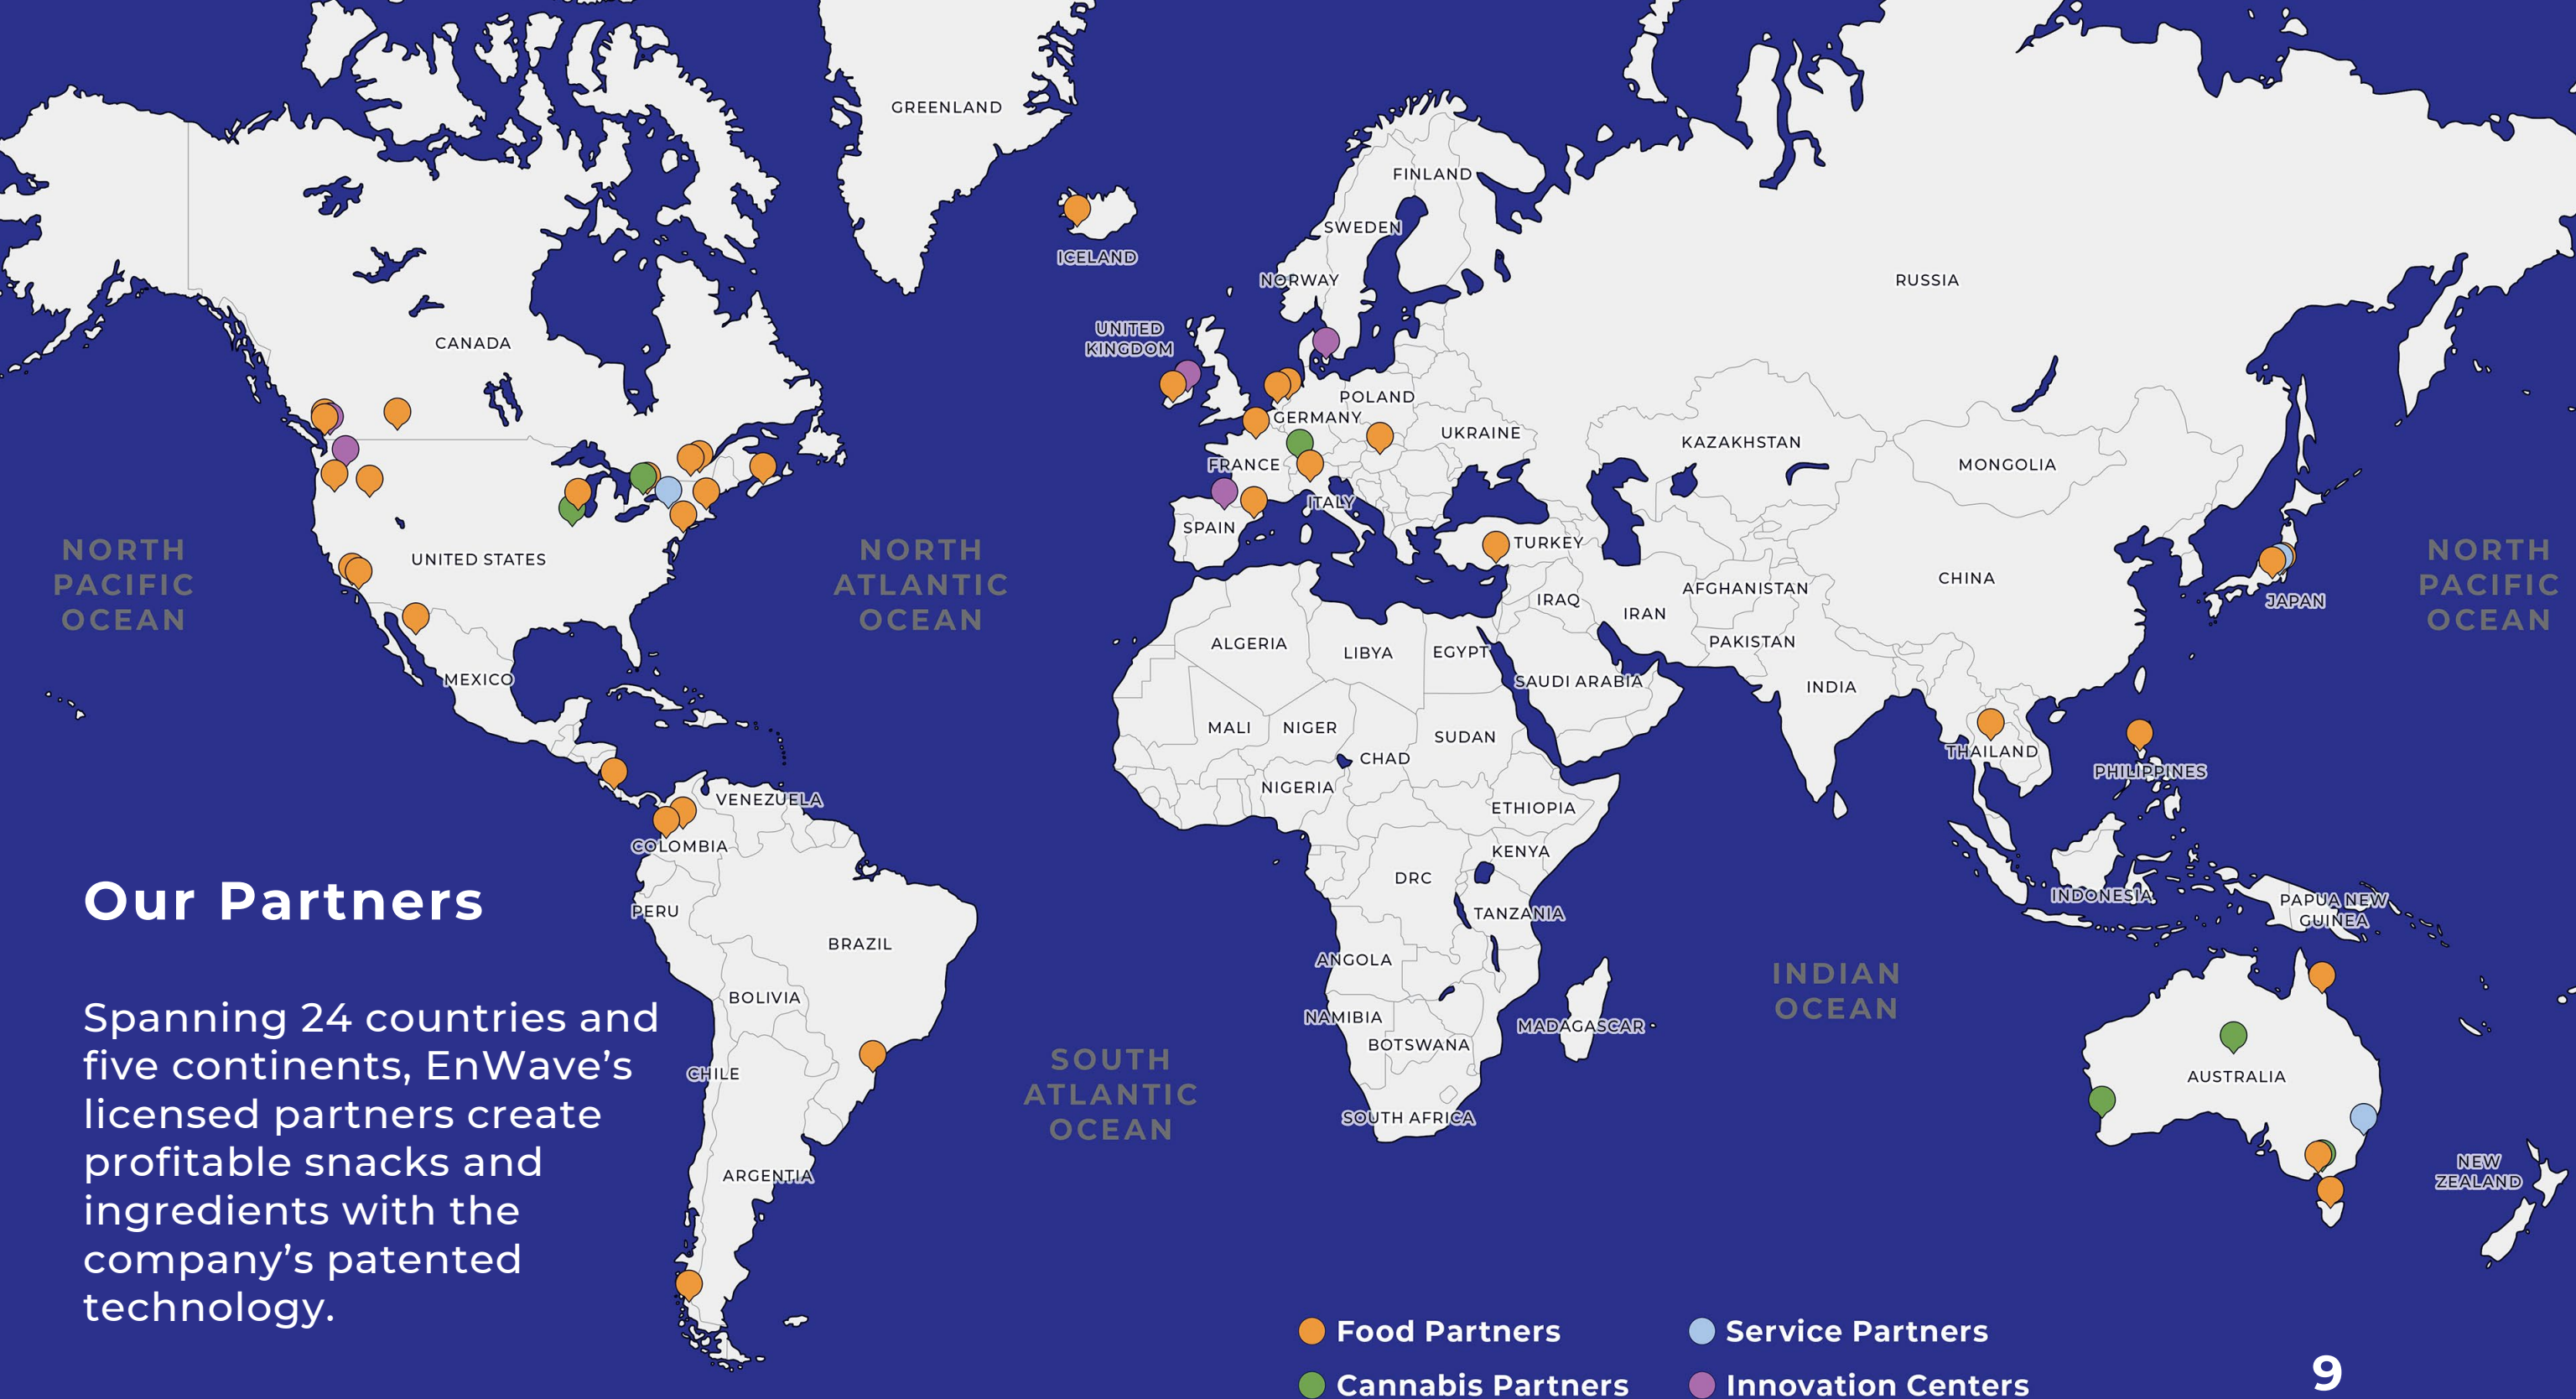 GREENLAND
FINLAND
SWEDEN
ICELAND
NORWAY
RUSSIA
UNITED
KINGDOM
CANADA
POLAND
GERMANY
UKRAINE
KAZAKHSTAN
FRANCE
MONGOLIA
ITALY
SPAIN
TURKEY
NORTH
PACIFIC
OCEAN
UNITED STATES
NORTH
ATLANTIC
OCEAN
CHINA
NORTH
PACIFIC
OCEAN
AFGHANISTAN
IRAQ
IRAN
JAPAN
ALGERIA
LIBYA
EGYPT
PAKISTAN
MEXICO
SAUDI ARABIA
INDIA
MALI
NIGER
SUDAN
CHAD
THAILAND
PHILIPPINES
NIGERIA
VENEZUELA
ETHIOPIA
COLOMBIA
KENYA
DRC
INDONESIA
PAPUA NEW
GUINEA
PERU
TANZANIA
BRAZIL
ANGOLA
INDIAN
OCEAN
BOLIVIA
NAMIBIA
MADAGASCAR
BOTSWANA
SOUTH
ATLANTIC
OCEAN
CHILE
AUSTRALIA
SOUTH AFRICA
ARGENTIA
NEW
ZEALAND
Our Partners
Spanning 24 countries and
five continents, EnWave’s
licensed partners create
profitable snacks and
ingredients with the
company’s patented
technology.
Food Partners
Service Partners
Cannabis Partners
Innovation Centers
9